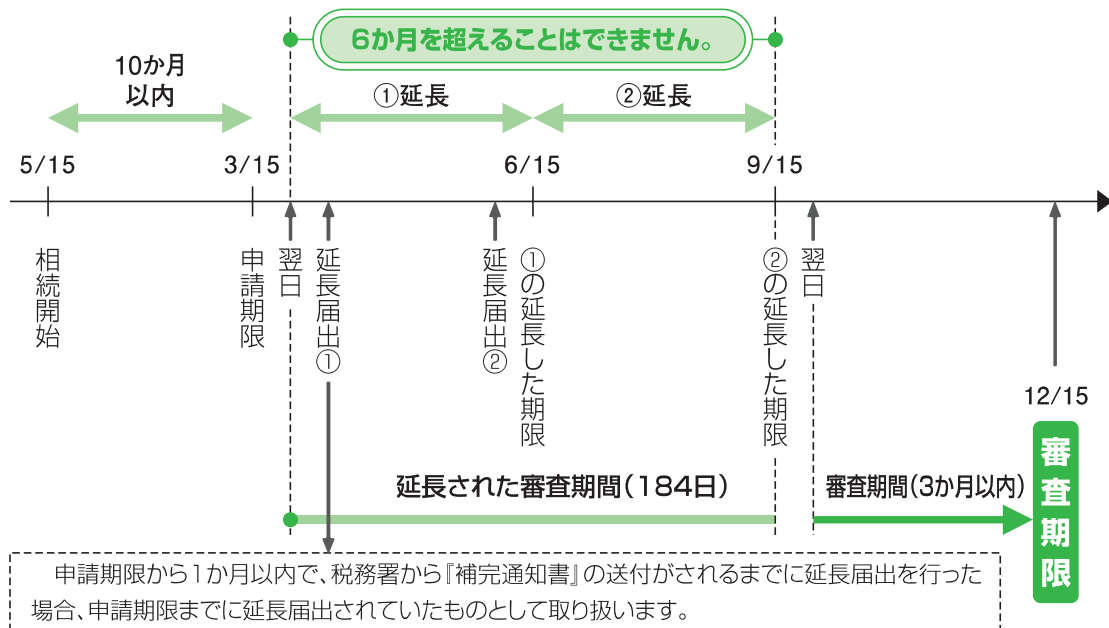 6か月を超えることはできません。
10か月
以内
①延長
②延長
5/15
3/15
6/15
9/15
相続開始
申請期限
翌日
延長届出①
延長届出②
①の延長した期限
②の延長した期限
翌日
12/15
審査期限
延長された審査期間（184日）
審査期間（3か月以内）
申請期限から1か月以内で、税務署から『補完通知書』の送付がされるまでに延長届出を行った
場合、申請期限までに延長届出されていたものとして取り扱います。